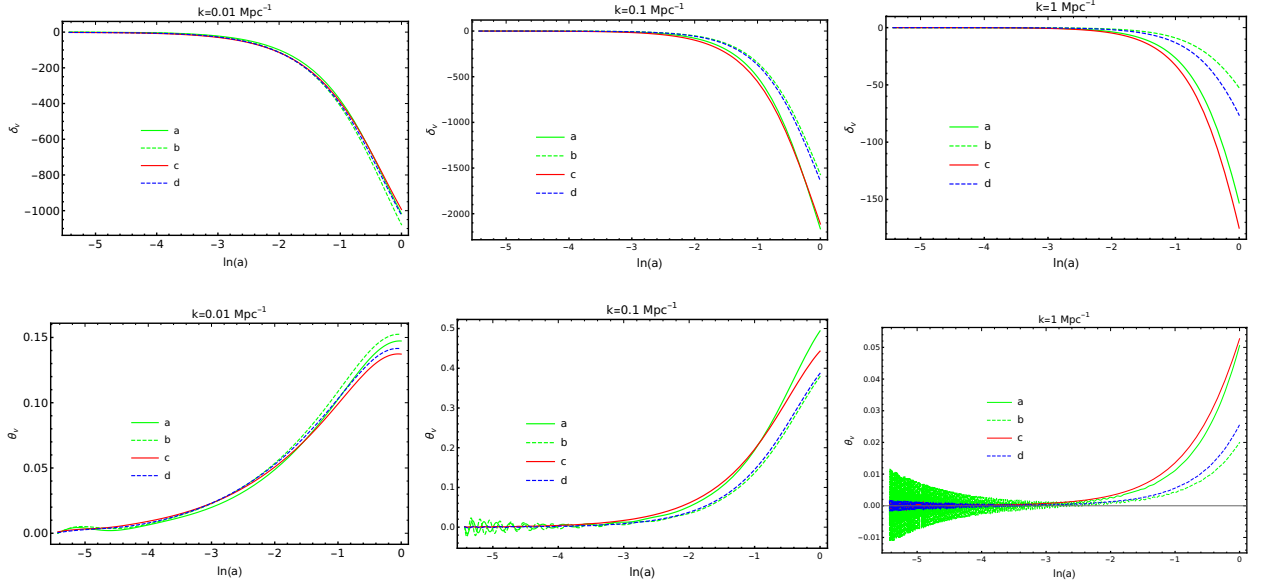 k=0.01 Mpc⁻¹
0
−200
−400
−600
−800
−1000
δᵥ
a
b
c
d
−5 −4 −3 −2 −1 0
ln(a)
k=0.1 Mpc⁻¹
0
−500
−1000
−1500
−2000
δᵥ
a
b
c
d
−5 −4 −3 −2 −1 0
ln(a)
k=1 Mpc⁻¹
0
−50
−100
−150
δᵥ
a
b
c
d
−5 −4 −3 −2 −1 0
ln(a)
k=0.01 Mpc⁻¹
0.15
0.10
0.05
0.00
θᵥ
a
b
c
d
−5 −4 −3 −2 −1 0
ln(a)
k=0.1 Mpc⁻¹
0.5
0.4
0.3
0.2
0.1
0.0
θᵥ
a
b
c
d
−5 −4 −3 −2 −1 0
ln(a)
k=1 Mpc⁻¹
0.05
0.04
0.03
0.02
0.01
0.00
−0.01
θᵥ
a
b
c
d
−5 −4 −3 −2 −1 0
ln(a)